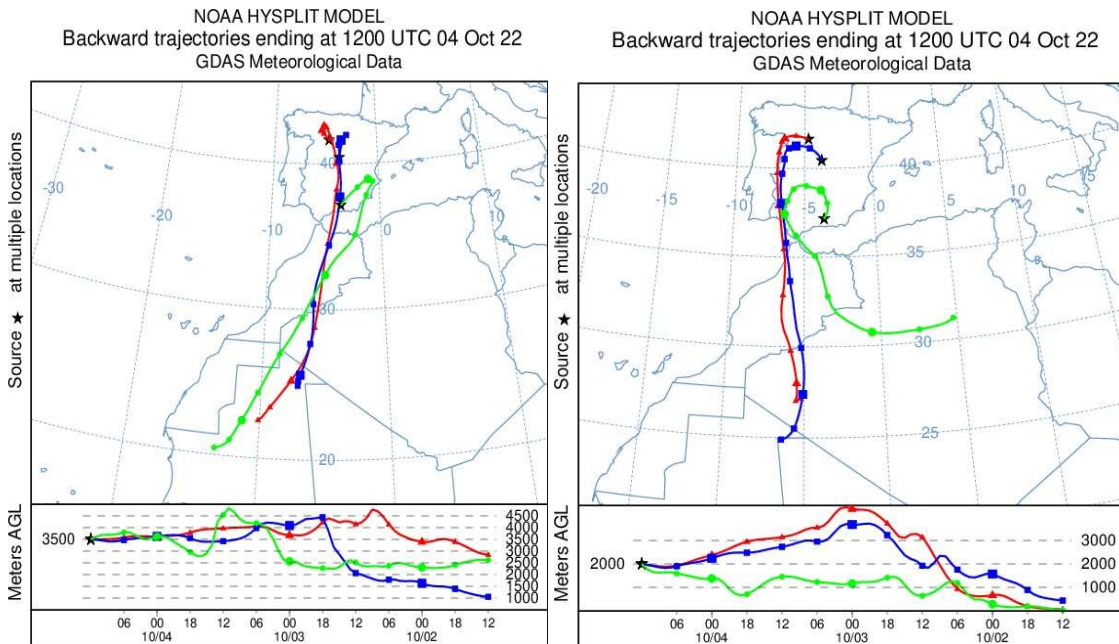 NOAA HYSPLIT MODEL
Backward trajectories ending at 1200 UTC 04 Oct 22
GDAS Meteorological Data
Source ★ at multiple locations
-30
-20
-10
0
10
40
30
20
Meters AGL
3500
4500
4000
3500
3000
2500
2000
1500
1000
06 00 18 12 06 00 18 12 06 00 18 12
10/04 10/03 10/02
NOAA HYSPLIT MODEL
Backward trajectories ending at 1200 UTC 04 Oct 22
GDAS Meteorological Data
Source ★ at multiple locations
-20
-15
-10
-5
0
5
10
40
35
30
25
Meters AGL
2000
3000
2000
1000
06 00 18 12 06 00 18 12 06 00 18 12
10/04 10/03 10/02